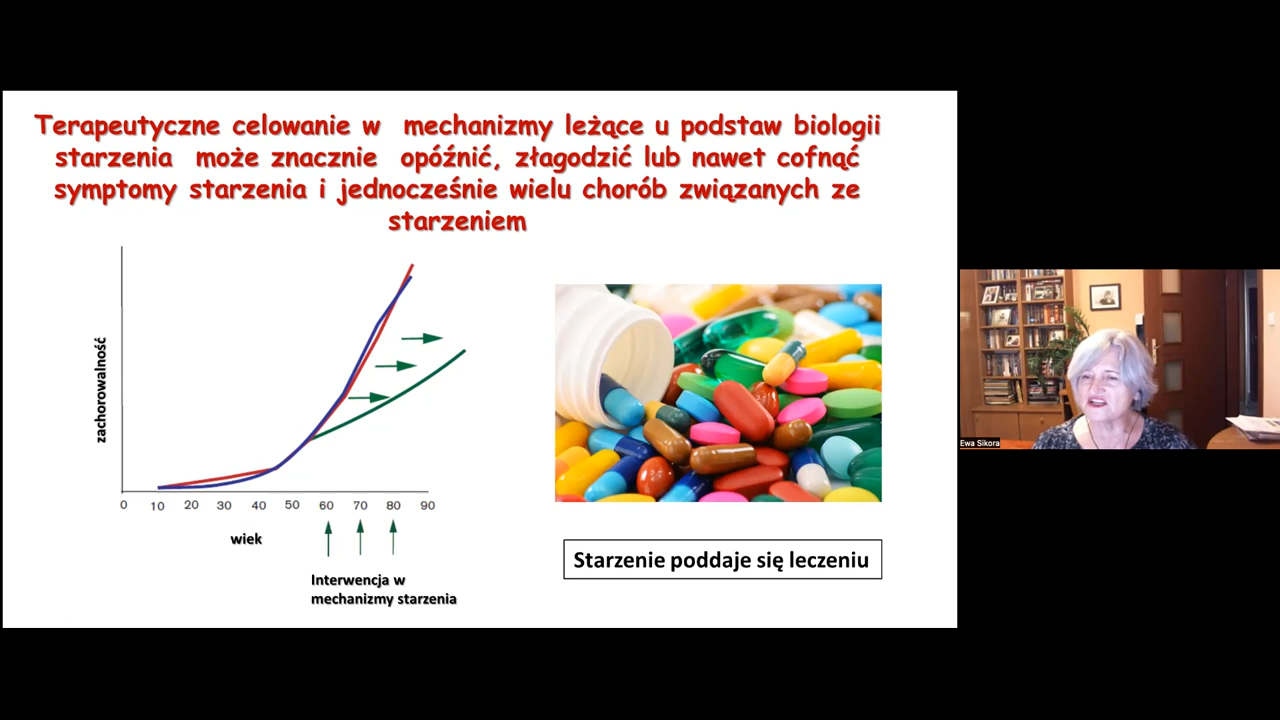 Terapeutyczne celowanie w mechanizmy leżące u podstaw biologii
starzenia może znacznie opóźnić, złagodzić lub nawet cofnąć
symptomy starzenia i jednocześnie wielu chorób związanych ze
starzeniem
zachorowalność
0 10 20 30 40 50 60 70 80 90
wiek
Interwencja w
mechanizmy starzenia
Starzenie poddaje się leczeniu
Ewa Sikora